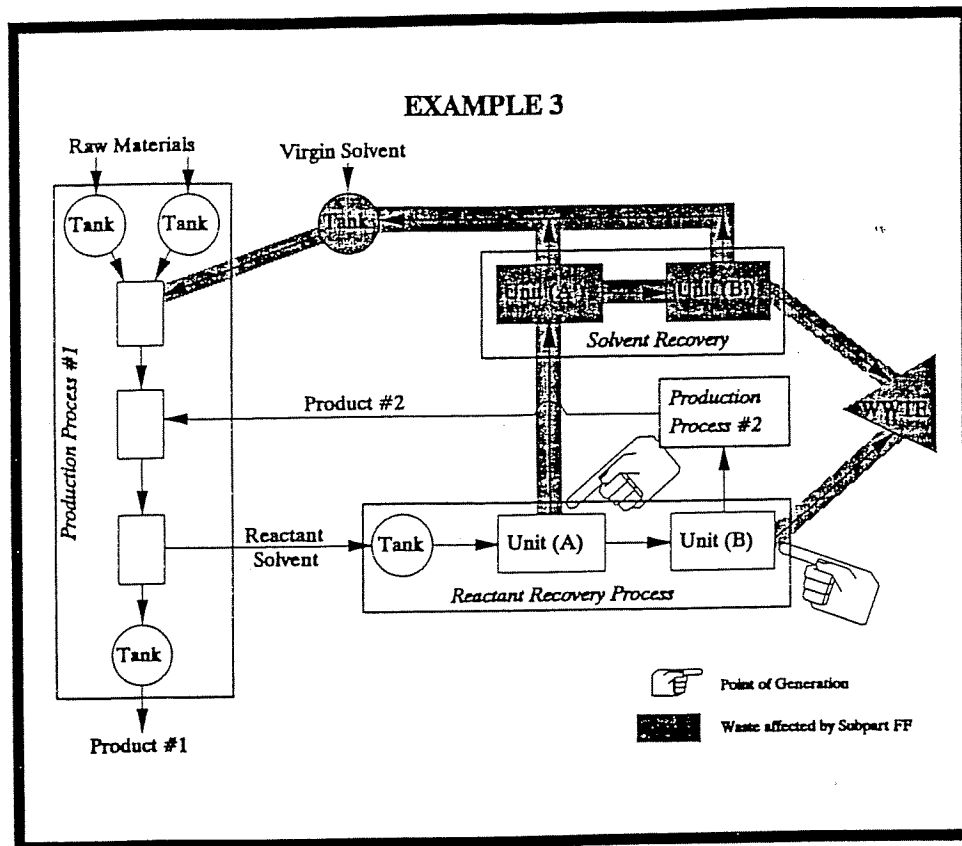 EXAMPLE 3
Raw Materials
Virgin Solvent
Tank
Tank
Tank
Production Process #1
Unit (A)
Unit (B)
Solvent Recovery
Product #2
Production
Process #2
WWTF
Reactant
Solvent
Tank
Unit (A)
Unit (B)
Reactant Recovery Process
Tank
Product #1
Point of Generation
Waste affected by Subpart FF